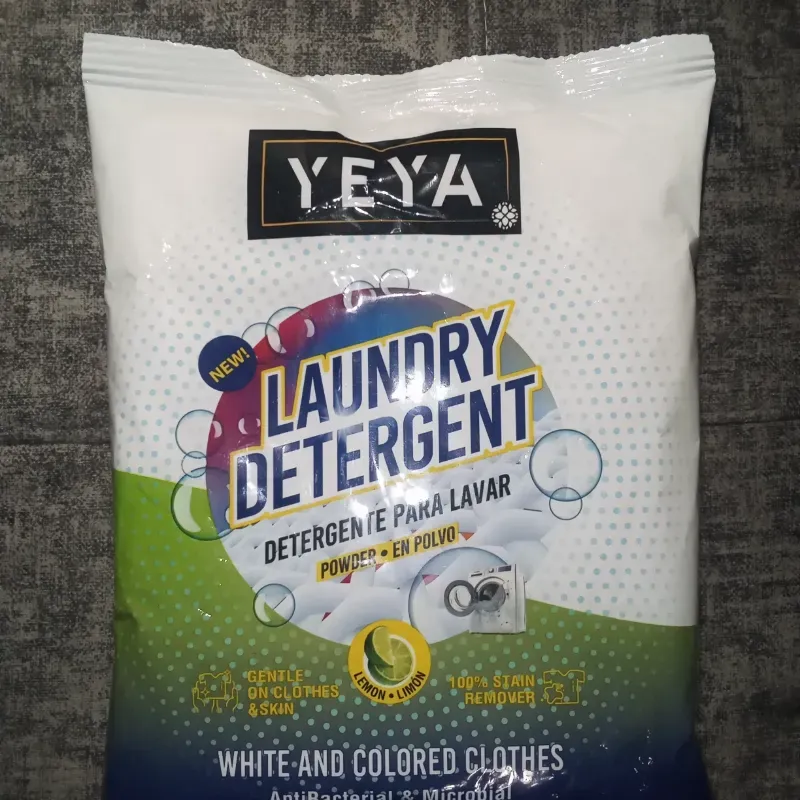 YEYA
NEW!
LAUNDRY
DETERGENT
DETERGENTE PARA LAVAR
POWDER • EN POLVO
LEMON • LIMÓN
GENTLE
ON CLOTHES
&SKIN
100% STAIN
REMOVER
WHITE AND COLORED CLOTHES
AntiBacterial & Microbial